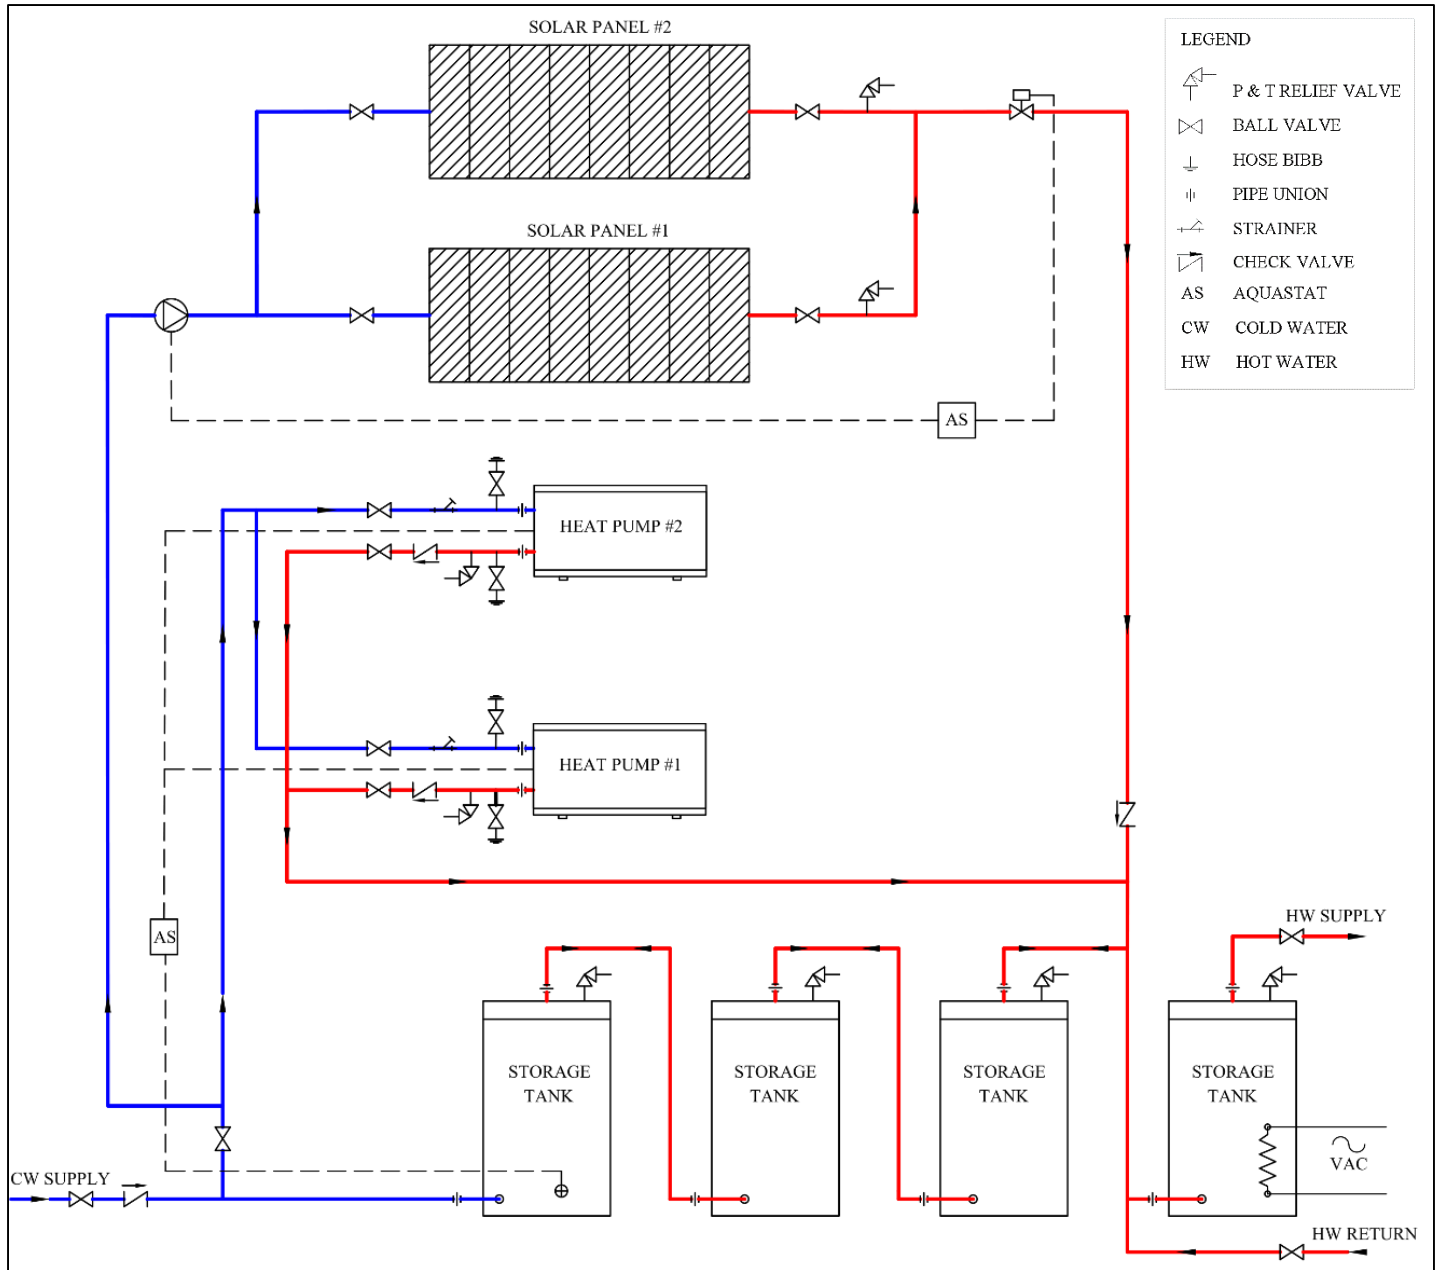 SOLAR PANEL #2
SOLAR PANEL #1
LEGEND
P & T RELIEF VALVE
BALL VALVE
HOSE BIBB
PIPE UNION
STRAINER
CHECK VALVE
AS AQUASTAT
CW COLD WATER
HW HOT WATER
AS
HEAT PUMP #2
HEAT PUMP #1
AS
HW SUPPLY
STORAGE
TANK
STORAGE
TANK
STORAGE
TANK
STORAGE
TANK
VAC
CW SUPPLY
HW RETURN